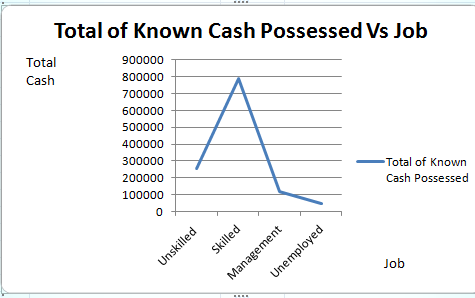 Total of Known Cash Possessed Vs Job
Total
Cash
900000
800000
700000
600000
500000
400000
300000
200000
100000
0
Unskilled
Skilled
Management
Unemployed
Total of Known
Cash Possessed
Job